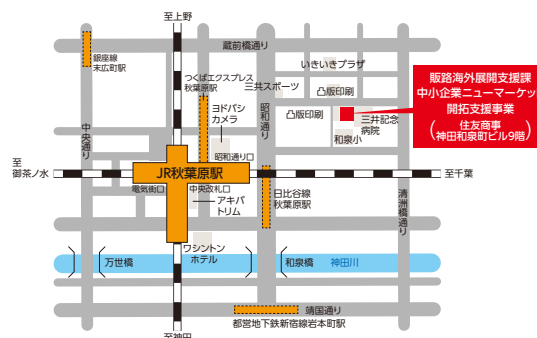 至上野
蔵前橋通り
銀座線
末広町駅
つくばエクスプレス
秋葉原駅
三共スポーツ
いきいきプラザ
凸版印刷
ヨドバシ
カメラ
昭和通り
凸版印刷
三井記念
病院
和泉小
販路海外展開支援課
中小企業ニューマーケット
開拓支援事業
(住友商事
神田和泉町ビル9階)
中央通り
昭和通り口
至
御茶ノ水
JR秋葉原駅
至千葉
電気街口
中央改札口
アキバ
トリム
日比谷線
秋葉原駅
清洲橋通り
ワシントン
ホテル
万世橋
和泉橋
神田川
靖国通り
都営地下鉄新宿線岩本町駅
至神田